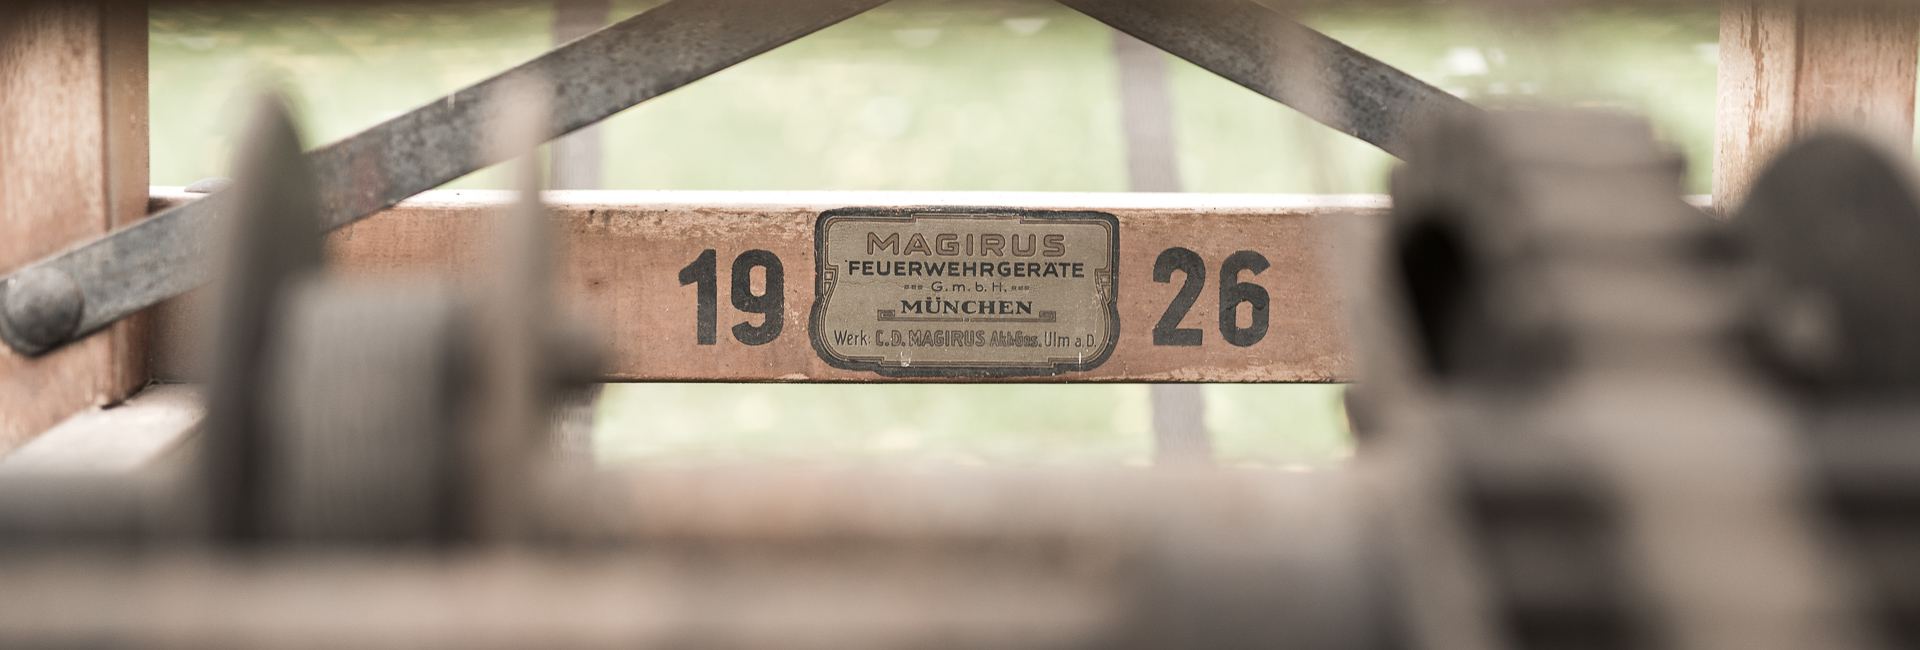 19
MAGIRUS
FEUERWEHRGERÄTE
G.m.b.H.
MÜNCHEN
Werk: C.D. MAGIRUS Akt.Ges. Ulm a.D.
26